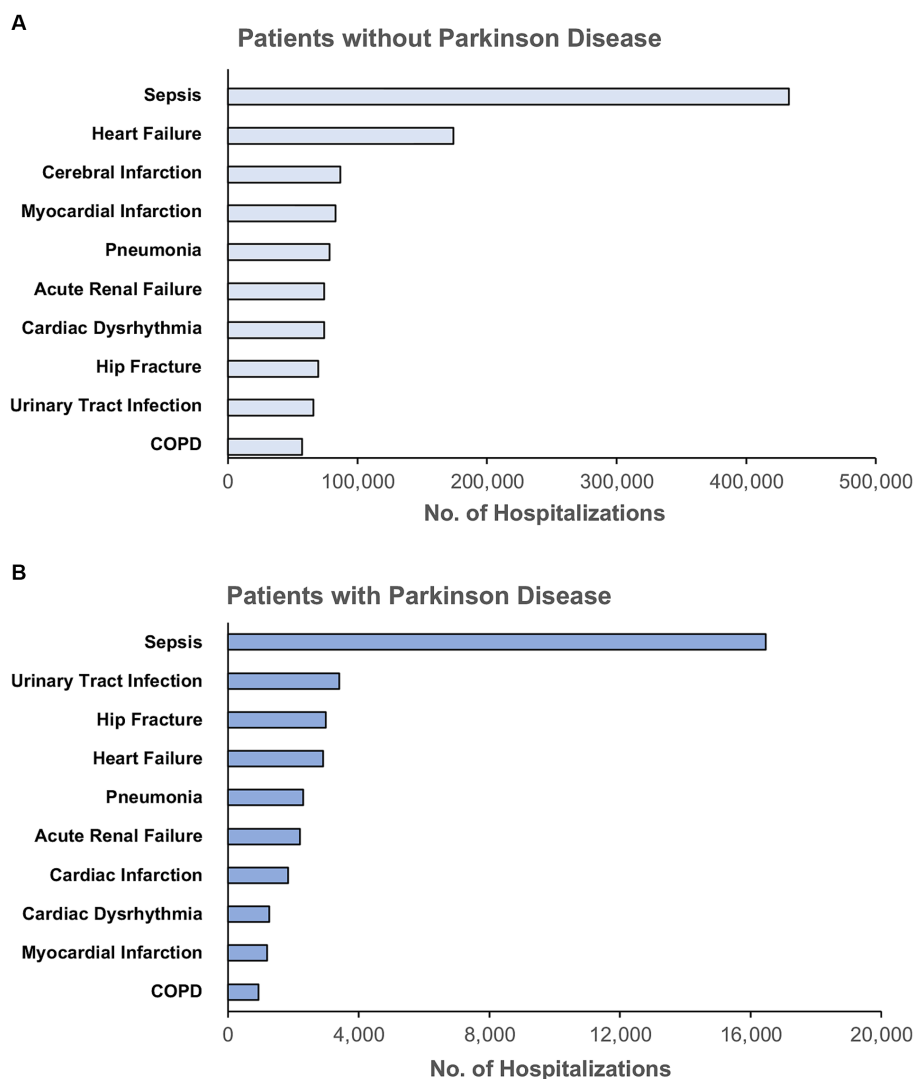 A
Patients without Parkinson Disease
Sepsis
Heart Failure
Cerebral Infarction
Myocardial Infarction
Pneumonia
Acute Renal Failure
Cardiac Dysrhythmia
Hip Fracture
Urinary Tract Infection
COPD
0 100,000 200,000 300,000 400,000 500,000
No. of Hospitalizations
B
Patients with Parkinson Disease
Sepsis
Urinary Tract Infection
Hip Fracture
Heart Failure
Pneumonia
Acute Renal Failure
Cardiac Infarction
Cardiac Dysrhythmia
Myocardial Infarction
COPD
0 4,000 8,000 12,000 16,000 20,000
No. of Hospitalizations